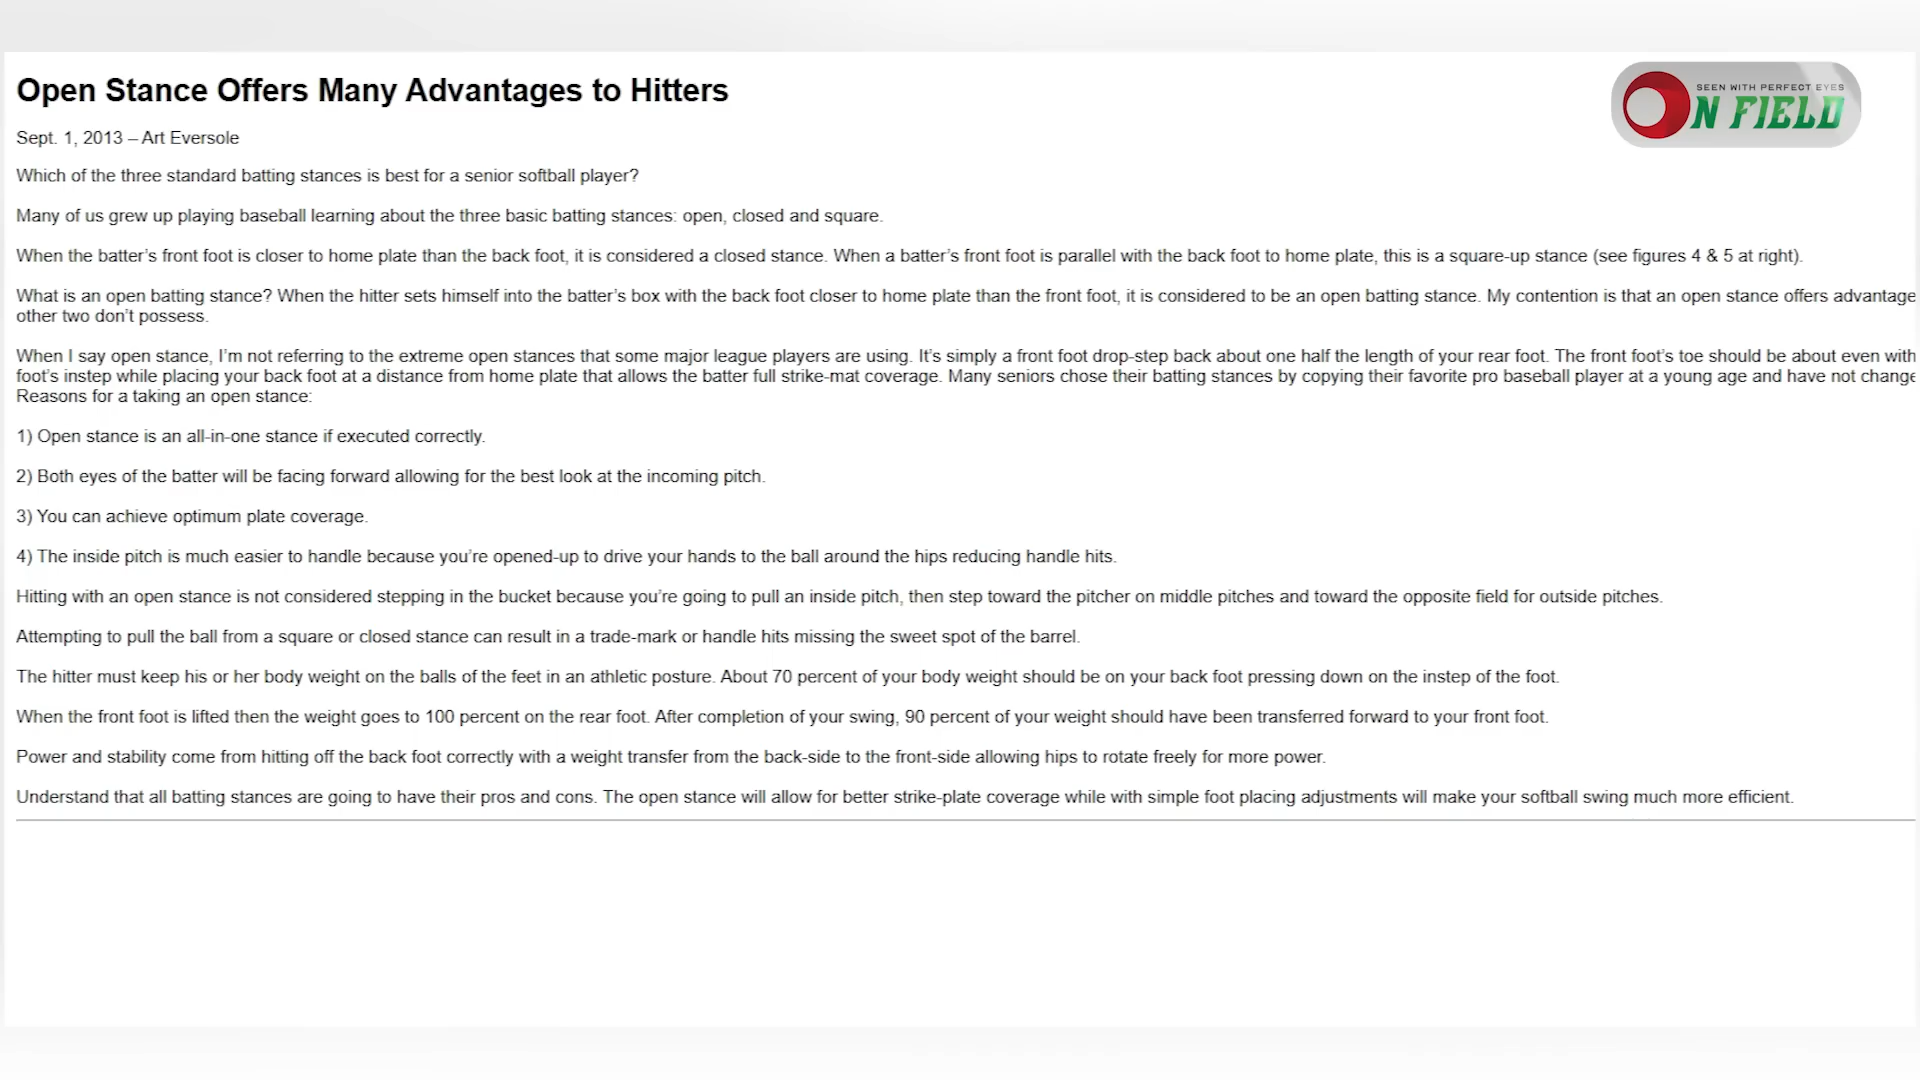 Open Stance Offers Many Advantages to Hitters
SEEN WITH PERFECT EYES
N FIELD
Sept. 1, 2013 – Art Eversole
Which of the three standard batting stances is best for a senior softball player?
Many of us grew up playing baseball learning about the three basic batting stances: open, closed and square.
When the batter's front foot is closer to home plate than the back foot, it is considered a closed stance. When a batter's front foot is parallel with the back foot to home plate, this is a square-up stance (see figures 4 & 5 at right).
What is an open batting stance? When the hitter sets himself into the batter's box with the back foot closer to home plate than the front foot, it is considered to be an open batting stance. My contention is that an open stance offers advantage
other two don't possess.
When I say open stance, I'm not referring to the extreme open stances that some major league players are using. It's simply a front foot drop-step back about one half the length of your rear foot. The front foot's toe should be about even with
foot's instep while placing your back foot at a distance from home plate that allows the batter full strike-mat coverage. Many seniors chose their batting stances by copying their favorite pro baseball player at a young age and have not change
Reasons for a taking an open stance:
1) Open stance is an all-in-one stance if executed correctly.
2) Both eyes of the batter will be facing forward allowing for the best look at the incoming pitch.
3) You can achieve optimum plate coverage.
4) The inside pitch is much easier to handle because you're opened-up to drive your hands to the ball around the hips reducing handle hits.
Hitting with an open stance is not considered stepping in the bucket because you're going to pull an inside pitch, then step toward the pitcher on middle pitches and toward the opposite field for outside pitches.
Attempting to pull the ball from a square or closed stance can result in a trade-mark or handle hits missing the sweet spot of the barrel.
The hitter must keep his or her body weight on the balls of the feet in an athletic posture. About 70 percent of your body weight should be on your back foot pressing down on the instep of the foot.
When the front foot is lifted then the weight goes to 100 percent on the rear foot. After completion of your swing, 90 percent of your weight should have been transferred forward to your front foot.
Power and stability come from hitting off the back foot correctly with a weight transfer from the back-side to the front-side allowing hips to rotate freely for more power.
Understand that all batting stances are going to have their pros and cons. The open stance will allow for better strike-plate coverage while with simple foot placing adjustments will make your softball swing much more efficient.